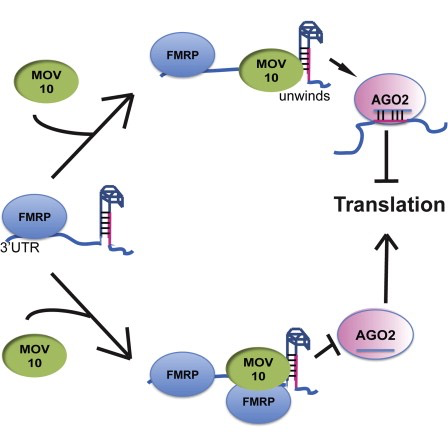 FMRP
MOV
10
unwinds
AGO2
MOV
10
Translation
FMRP
3'UTR
AGO2
MOV
10
FMRP
MOV
10
FMRP